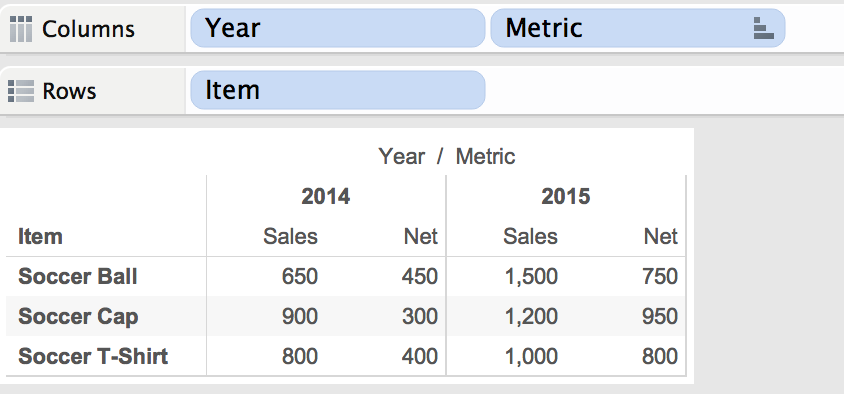 Columns Year Metric
Rows Item
Year / Metric
2014 2015
Item Sales Net Sales Net
Soccer Ball 650 450 1,500 750
Soccer Cap 900 300 1,200 950
Soccer T-Shirt 800 400 1,000 800